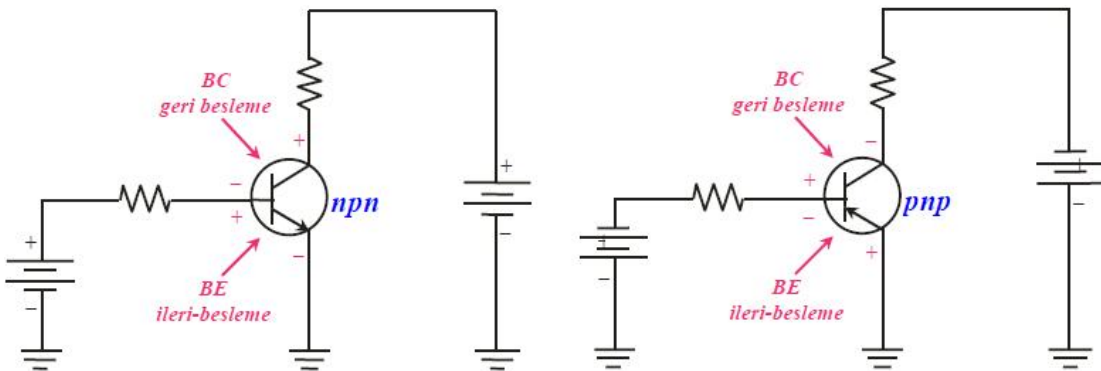 BC
geri besleme
+
−
npn
+
−
+
−
+
−
BE
ileri-besleme
BC
geri besleme
−
+
pnp
−
+
+
−
+
−
BE
ileri-besleme